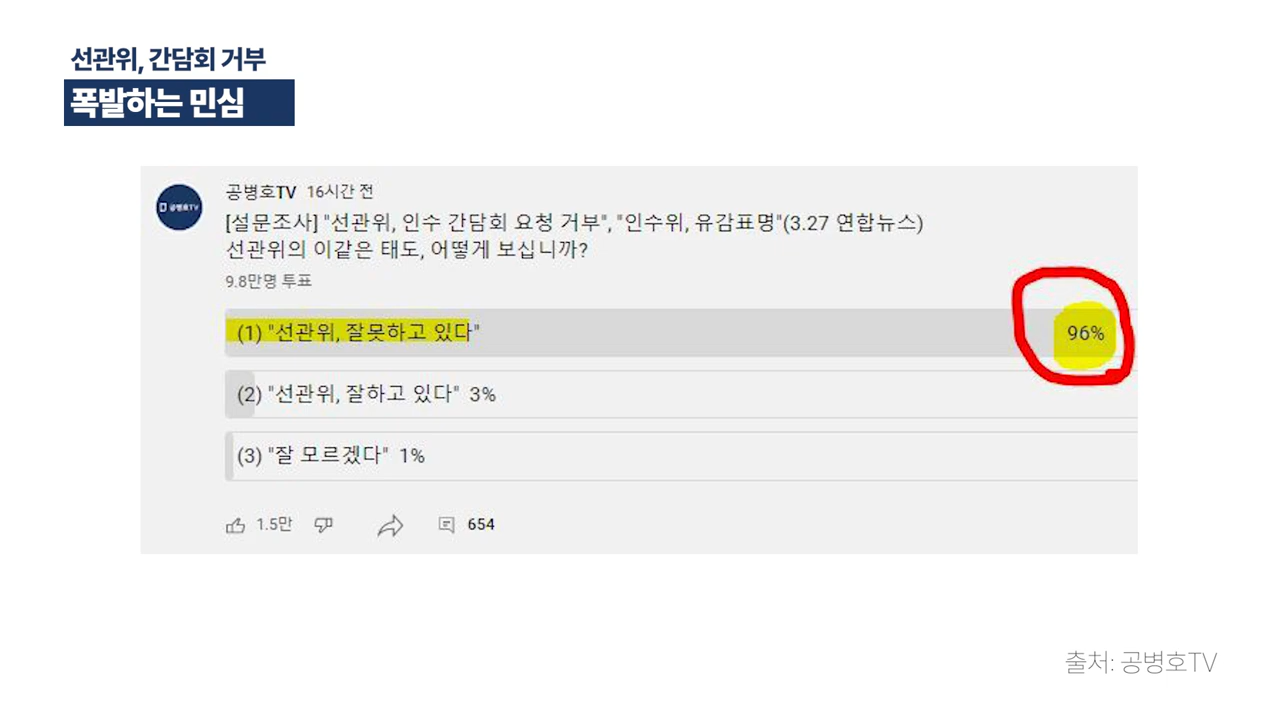 선관위, 간담회 거부
폭발하는 민심
공병호TV
공병호TV 16시간 전
[설문조사] "선관위, 인수 간담회 요청 거부", "인수위, 유감표명"(3.27 연합뉴스)
선관위의 이같은 태도, 어떻게 보십니까?
9.8만명 투표
(1) "선관위, 잘못하고 있다" 96%
(2) "선관위, 잘하고 있다" 3%
(3) "잘 모르겠다" 1%
1.5만 654
출처: 공병호TV